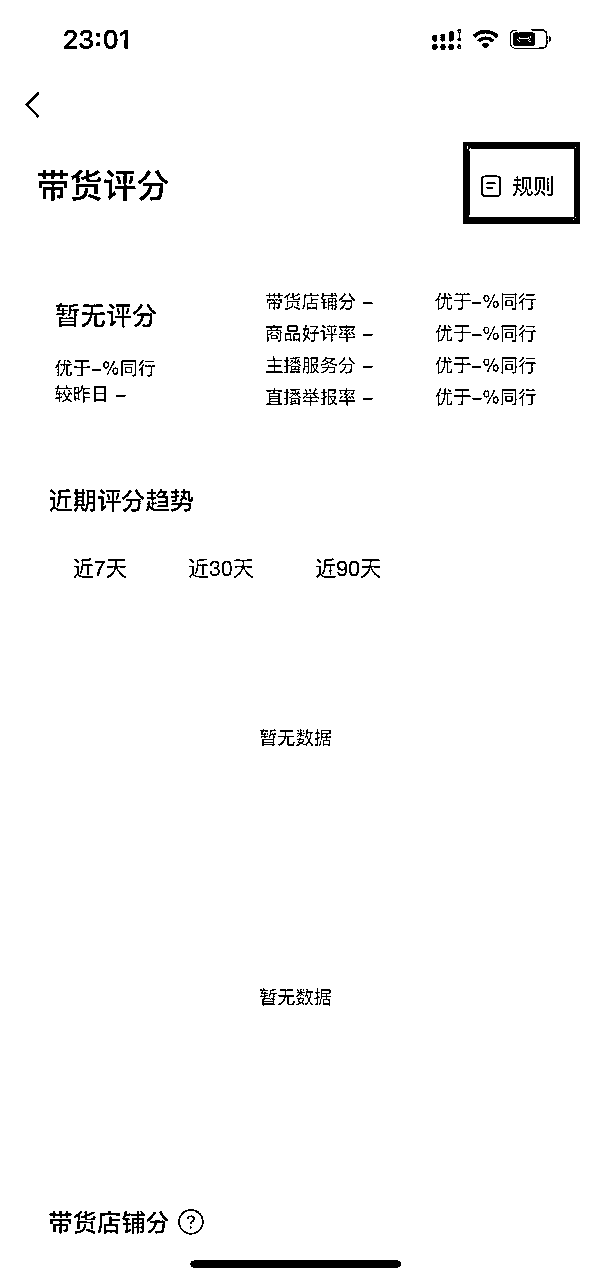 23:01
带货评分
规则
暂无评分
优于-%同行
较昨日 -
带货店铺分 - 优于-%同行
商品好评率 - 优于-%同行
主播服务分 - 优于-%同行
直播举报率 - 优于-%同行
近期评分趋势
近7天 近30天 近90天
暂无数据
暂无数据
带货店铺分 ?